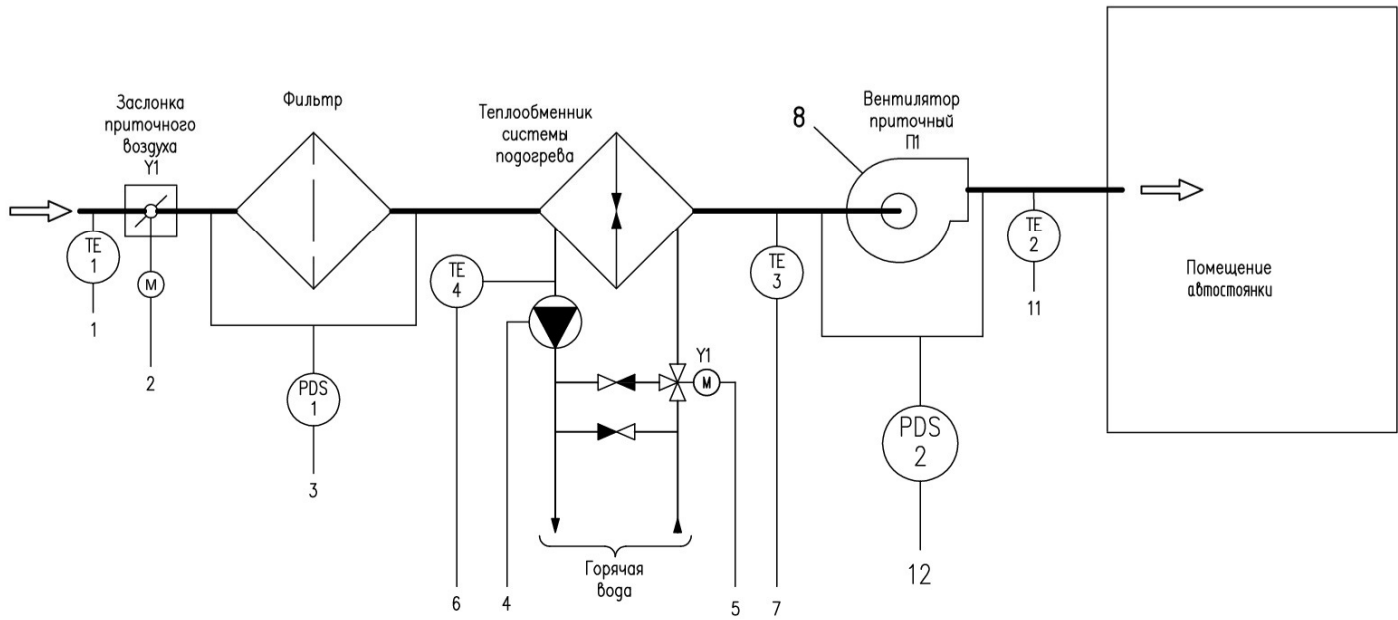 Заслонка
приточного
воздуха
Y1
Фильтр
Теплообменник
системы
подогрева
Вентилятор
приточный
П1
8
TE
1
M
1
2
PDS
1
3
TE
4
6
4
Y1
M
5
Горячая
вода
TE
3
7
PDS
2
12
TE
2
11
Помещение
автостоянки